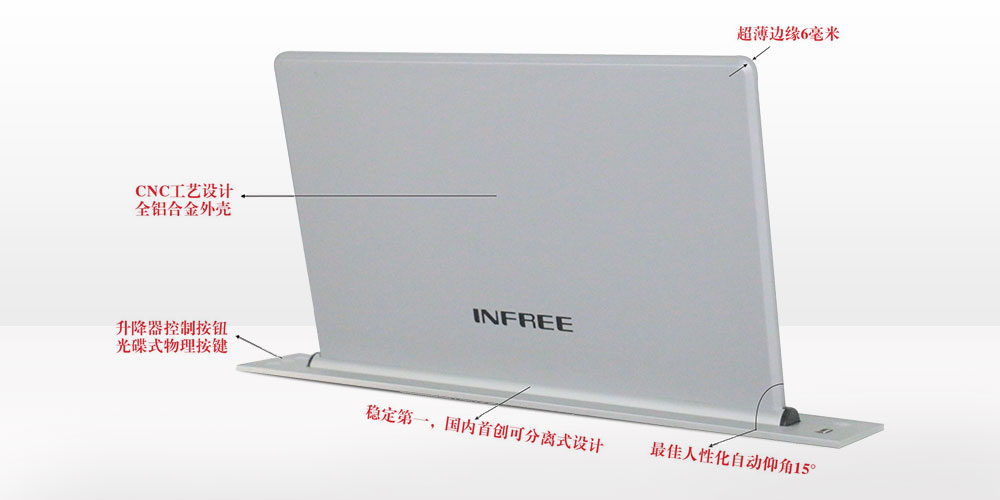 超薄边缘6毫米
CNC工艺设计
全铝合金外壳
INFREE
升降器控制按钮
光碟式物理按键
稳定第一，国内首创可分离式设计
最佳人性化自动仰角15°